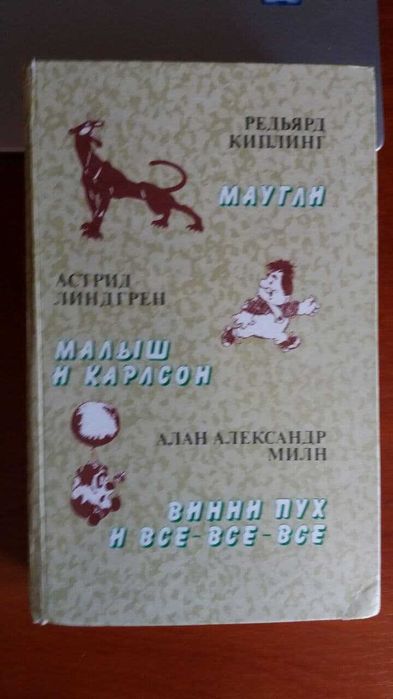 РЕДЬЯРД
КИПЛИНГ
МАУГЛИ
АСТРИД
ЛИНДГРЕН
МАЛЫШ
И КАРЛСОН
АЛАН АЛЕКСАНДР
МИЛН
ВИННИ ПУХ
И ВСЕ-ВСЕ-ВСЕ